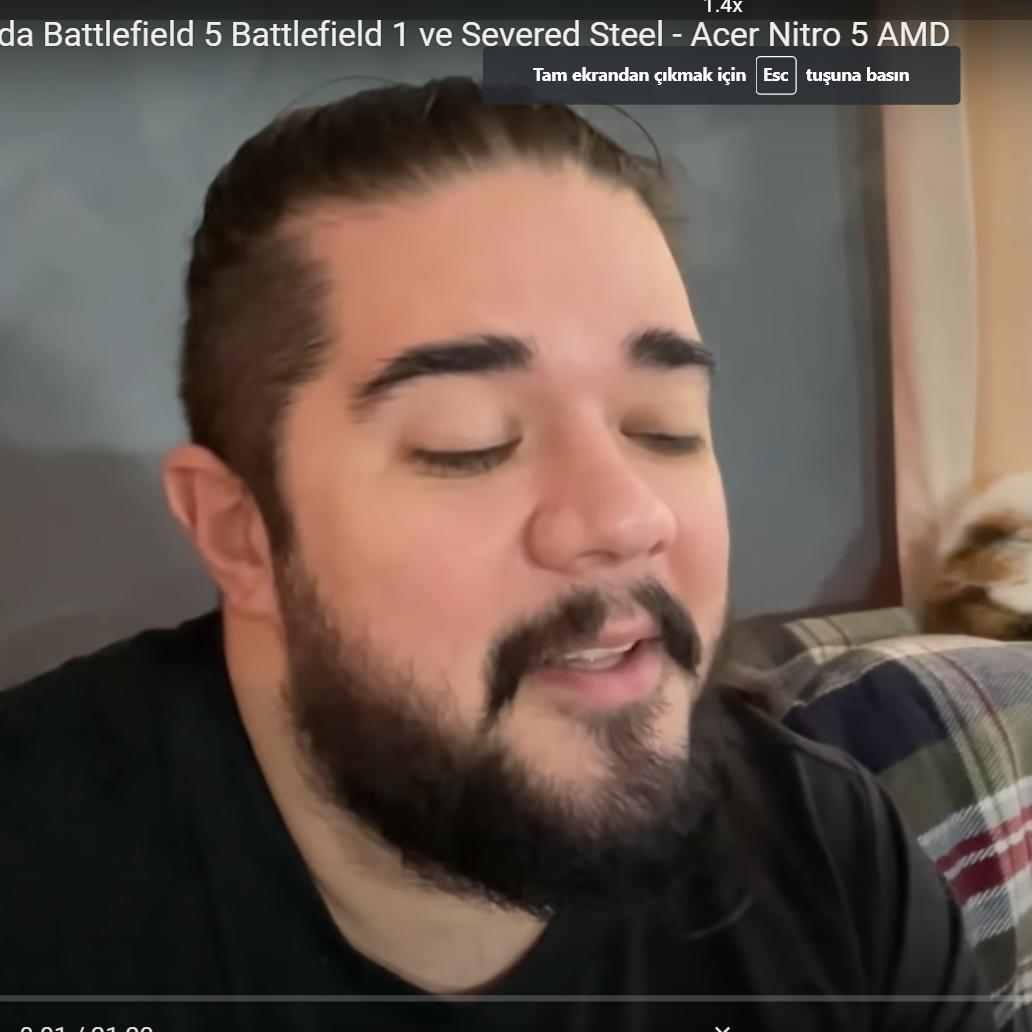 1.4x
da Battlefield 5 Battlefield 1 ve Severed Steel - Acer Nitro 5 AMD
Tam ekrandan çıkmak için Esc tuşuna basın